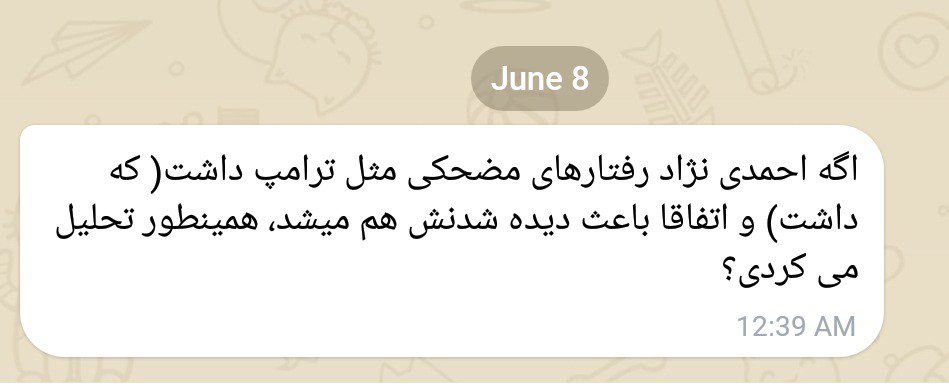 June 8
اگه احمدی نژاد رفتارهای مضحکی مثل ترامپ داشت( که
داشت) و اتفاقا باعث دیده شدنش هم میشد، همینطور تحلیل
می کردی؟
12:39 AM